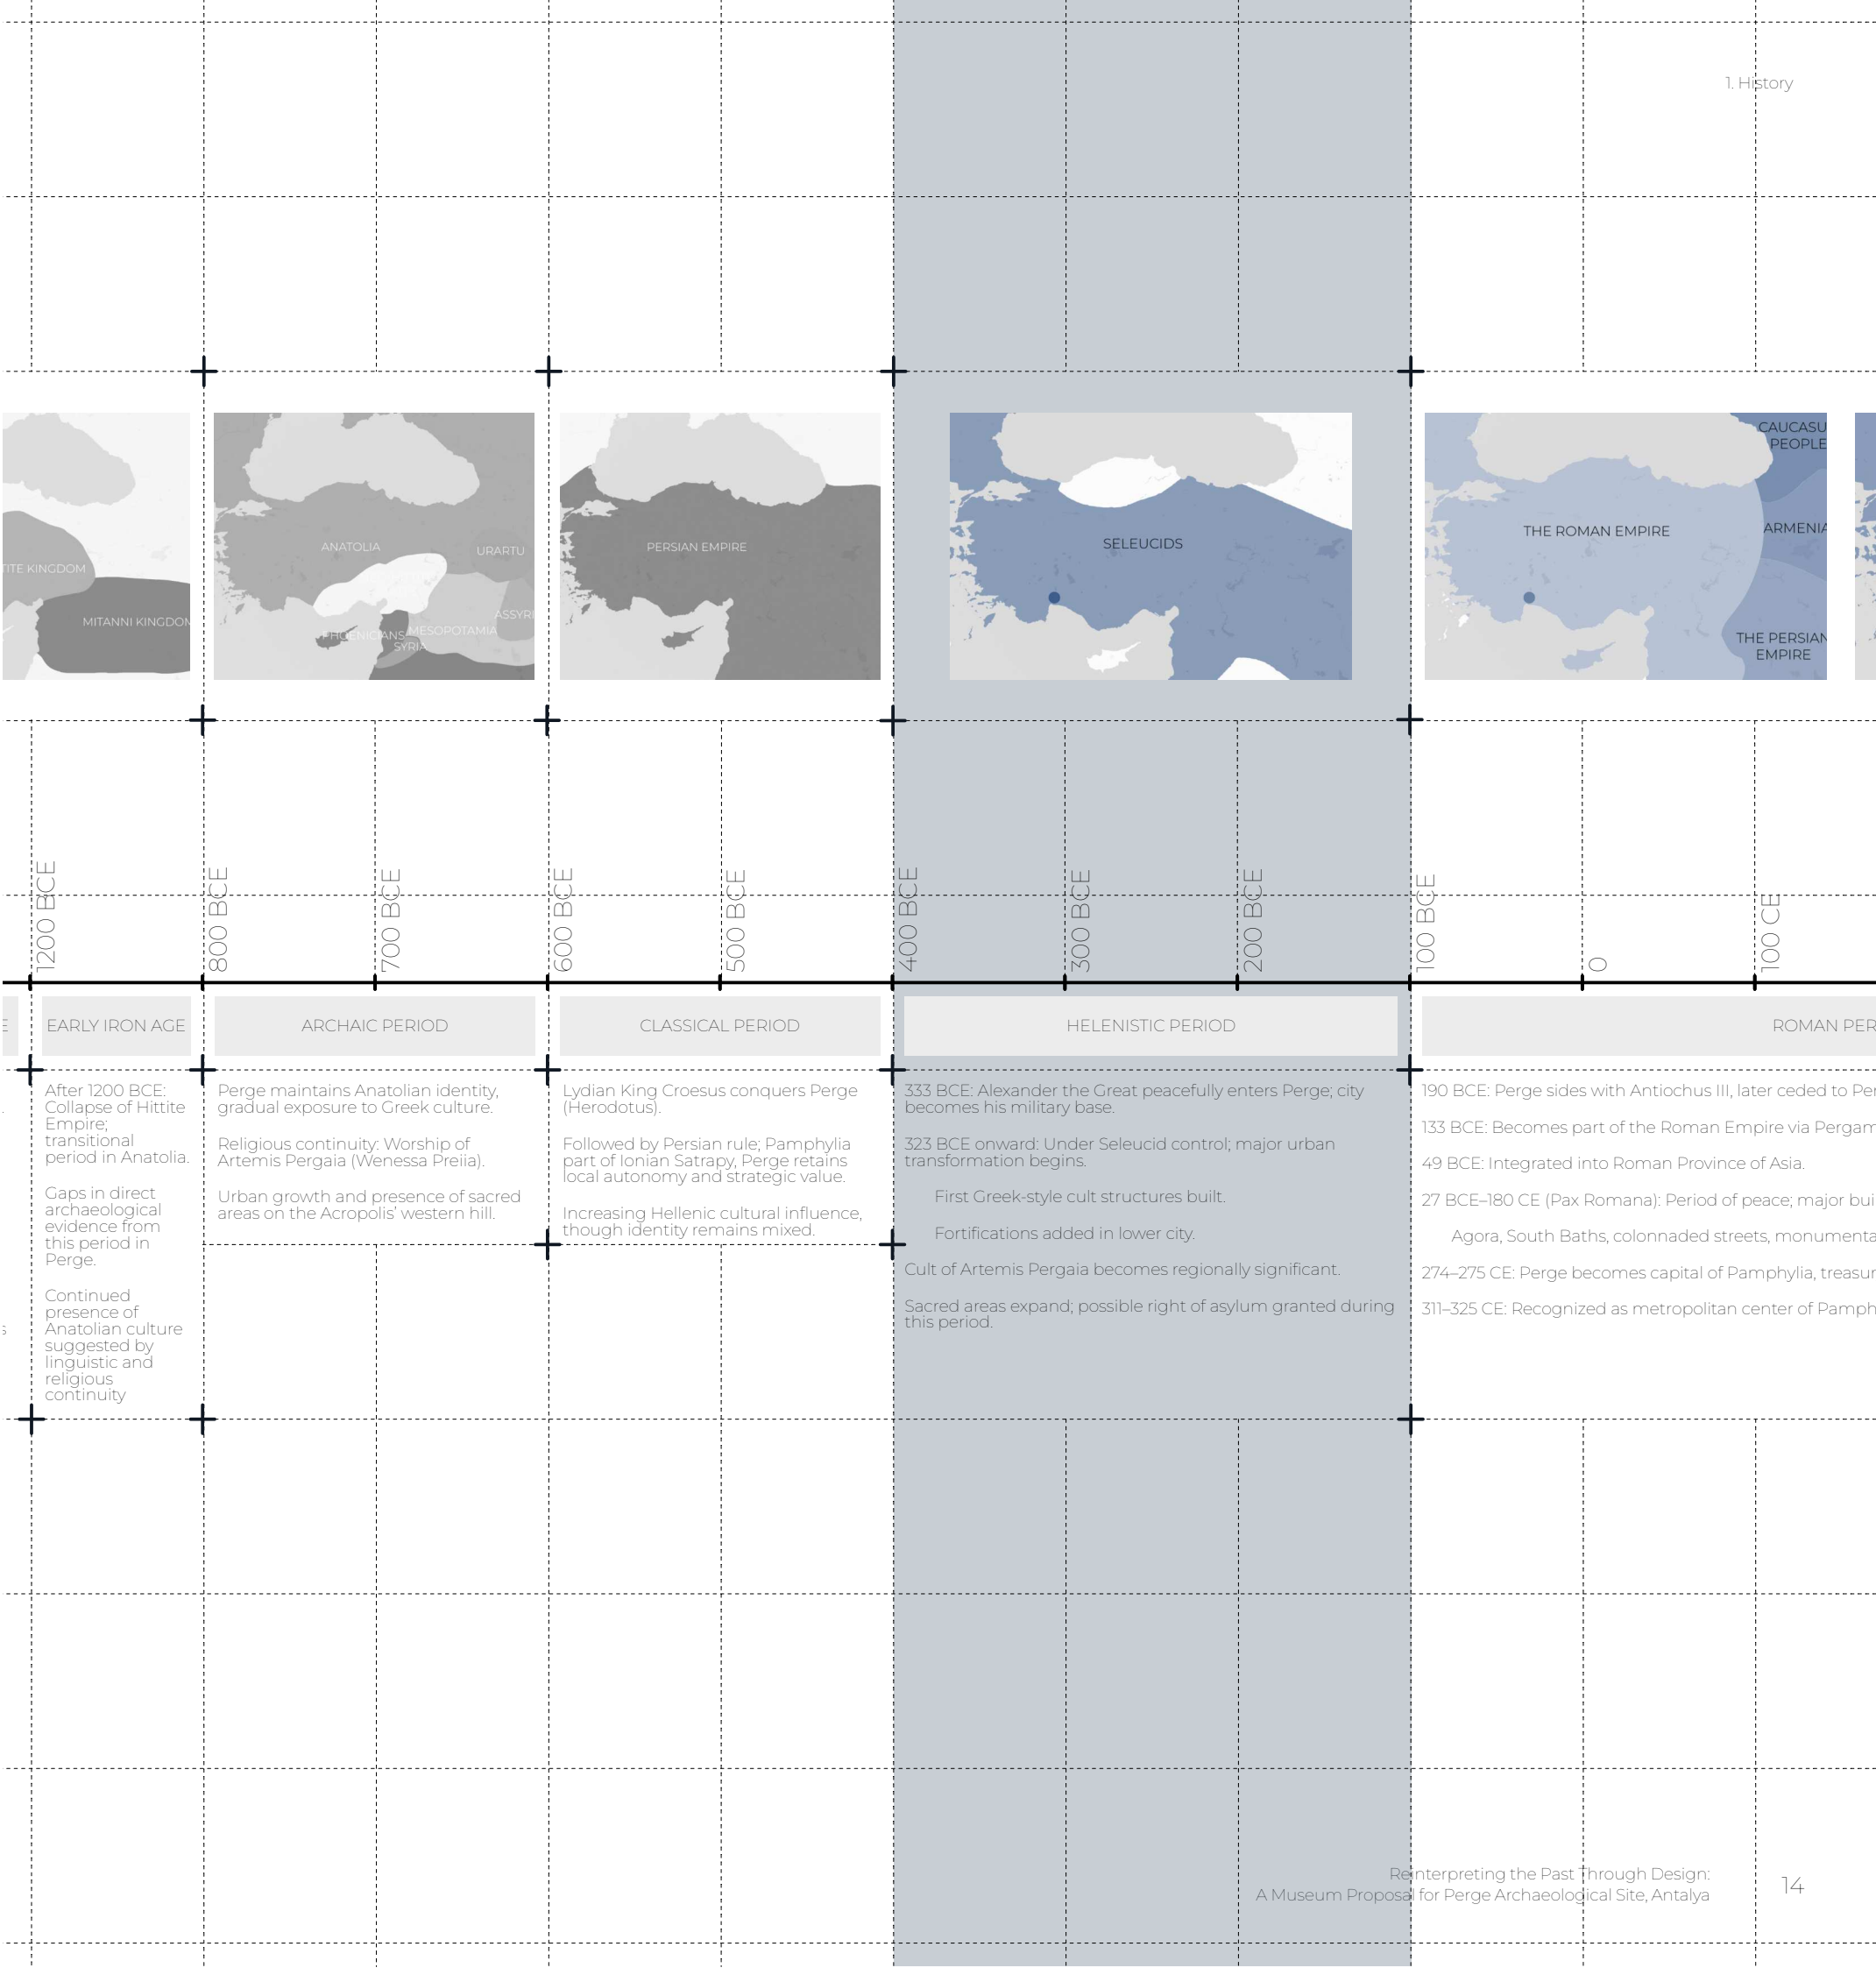 1. History
TITE KINGDOM
MITANNI KINGDOM
ANATOLIA
URARTU
ASSYRI
PHOENICIANS
MESOPOTAMIA
SYRIA
PERSIAN EMPIRE
SELEUCIDS
THE ROMAN EMPIRE
CAUCASU
PEOPLE
ARMENIA
THE PERSIAN
EMPIRE
1200 BCE
800 BCE
700 BCE
600 BCE
500 BCE
400 BCE
300 BCE
200 BCE
100 BCE
0
100 CE
E
EARLY IRON AGE
After 1200 BCE:
Collapse of Hittite
Empire;
transitional
period in Anatolia.
Gaps in direct
archaeological
evidence from
this period in
Perge.
Continued
presence of
Anatolian culture
suggested by
linguistic and
religious
continuity
ARCHAIC PERIOD
Perge maintains Anatolian identity,
gradual exposure to Greek culture.
Religious continuity: Worship of
Artemis Pergaia (Wenessa Preiia).
Urban growth and presence of sacred
areas on the Acropolis’ western hill.
CLASSICAL PERIOD
Lydian King Croesus conquers Perge
(Herodotus).
Followed by Persian rule; Pamphylia
part of Ionian Satrapy, Perge retains
local autonomy and strategic value.
Increasing Hellenic cultural influence,
though identity remains mixed.
HELENISTIC PERIOD
333 BCE: Alexander the Great peacefully enters Perge; city
becomes his military base.
323 BCE onward: Under Seleucid control; major urban
transformation begins.
First Greek-style cult structures built.
Fortifications added in lower city.
Cult of Artemis Pergaia becomes regionally significant.
Sacred areas expand; possible right of asylum granted during
this period.
ROMAN PER
190 BCE: Perge sides with Antiochus III, later ceded to Per
133 BCE: Becomes part of the Roman Empire via Pergam
49 BCE: Integrated into Roman Province of Asia.
27 BCE–180 CE (Pax Romana): Period of peace; major bui
Agora, South Baths, colonnaded streets, monumenta
274–275 CE: Perge becomes capital of Pamphylia, treasur
311–325 CE: Recognized as metropolitan center of Pamph
Reinterpreting the Past Through Design:
A Museum Proposal for Perge Archaeological Site, Antalya
14